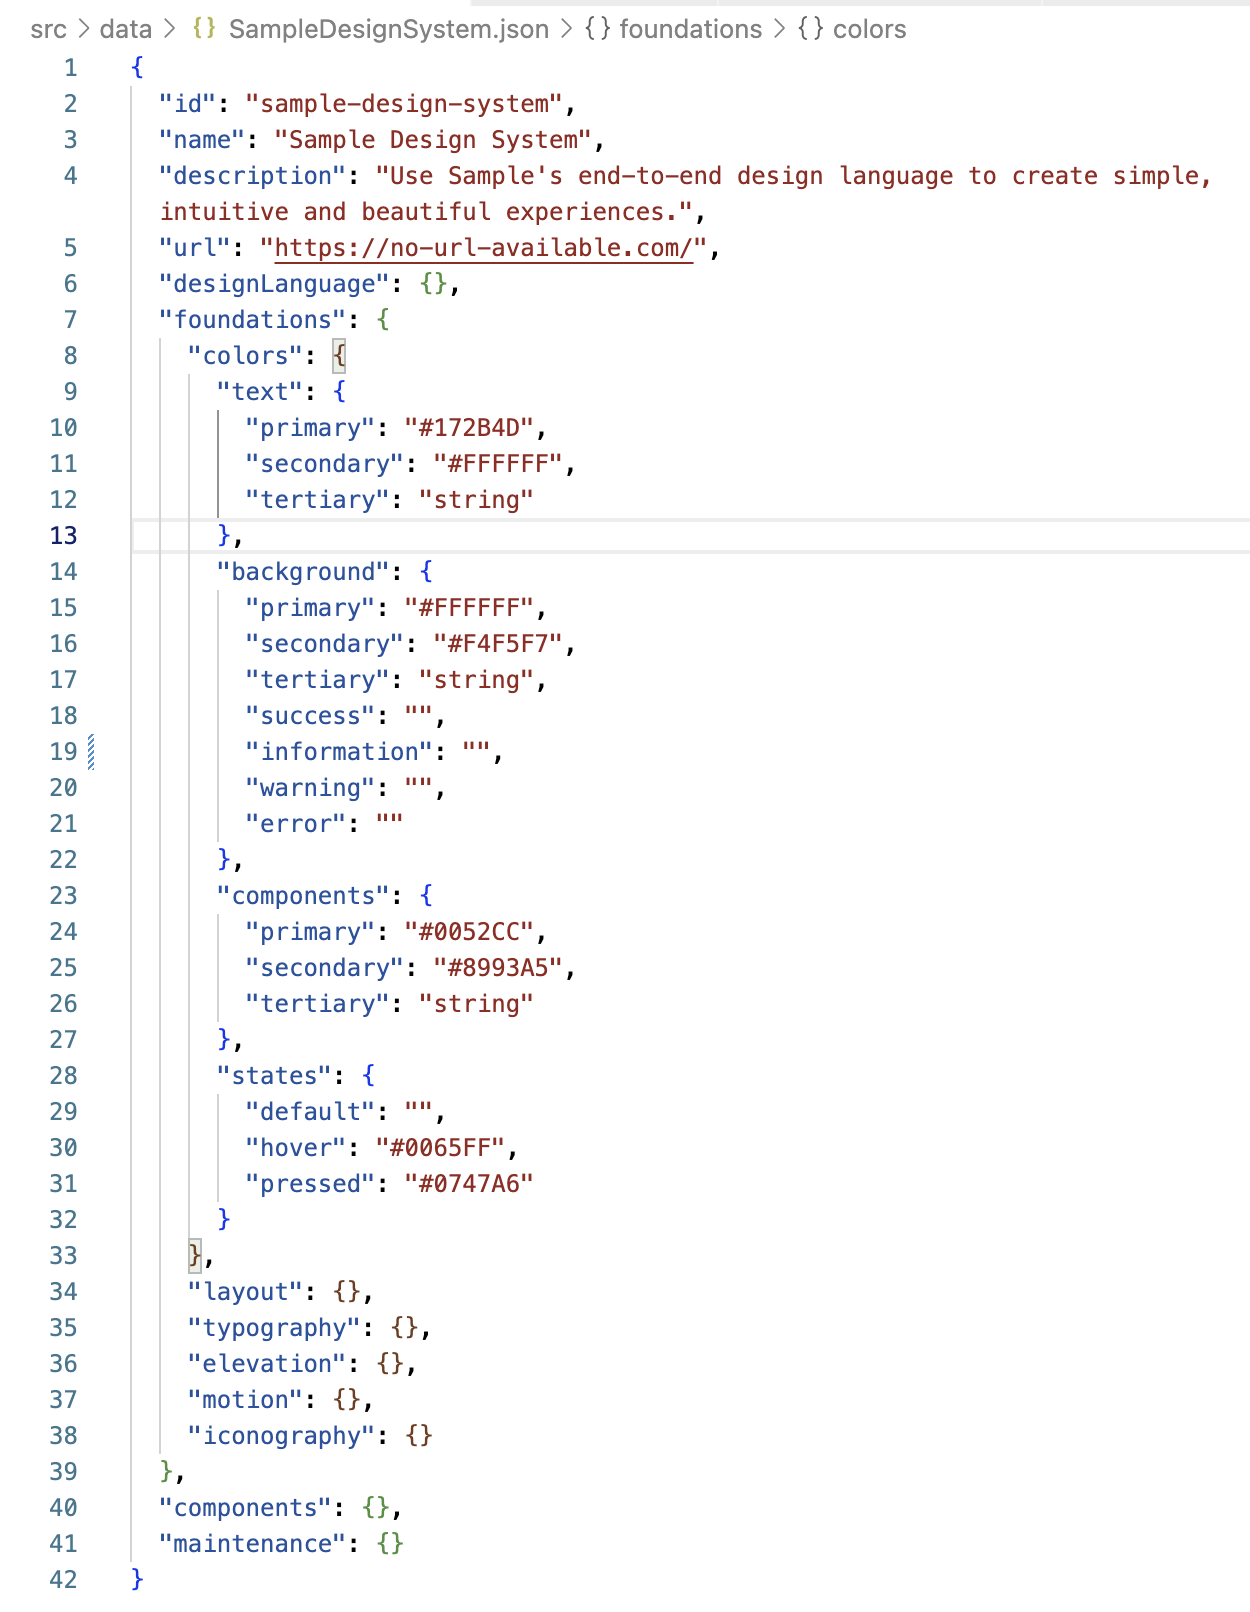 src > data > {} SampleDesignSystem.json > {} foundations > {} colors
1 {
2 "id": "sample-design-system",
3 "name": "Sample Design System",
4 "description": "Use Sample's end-to-end design language to create simple,
intuitive and beautiful experiences.",
5 "url": "https://no-url-available.com/",
6 "designLanguage": {},
7 "foundations": {
8 "colors": {
9 "text": {
10 "primary": "#172B4D",
11 "secondary": "#FFFFFF",
12 "tertiary": "string"
13 },
14 "background": {
15 "primary": "#FFFFFF",
16 "secondary": "#F4F5F7",
17 "tertiary": "string",
18 "success": "",
19 "information": "",
20 "warning": "",
21 "error": ""
22 },
23 "components": {
24 "primary": "#0052CC",
25 "secondary": "#8993A5",
26 "tertiary": "string"
27 },
28 "states": {
29 "default": "",
30 "hover": "#0065FF",
31 "pressed": "#0747A6"
32 }
33 },
34 "layout": {},
35 "typography": {},
36 "elevation": {},
37 "motion": {},
38 "iconography": {}
39 },
40 "components": {},
41 "maintenance": {}
42 }